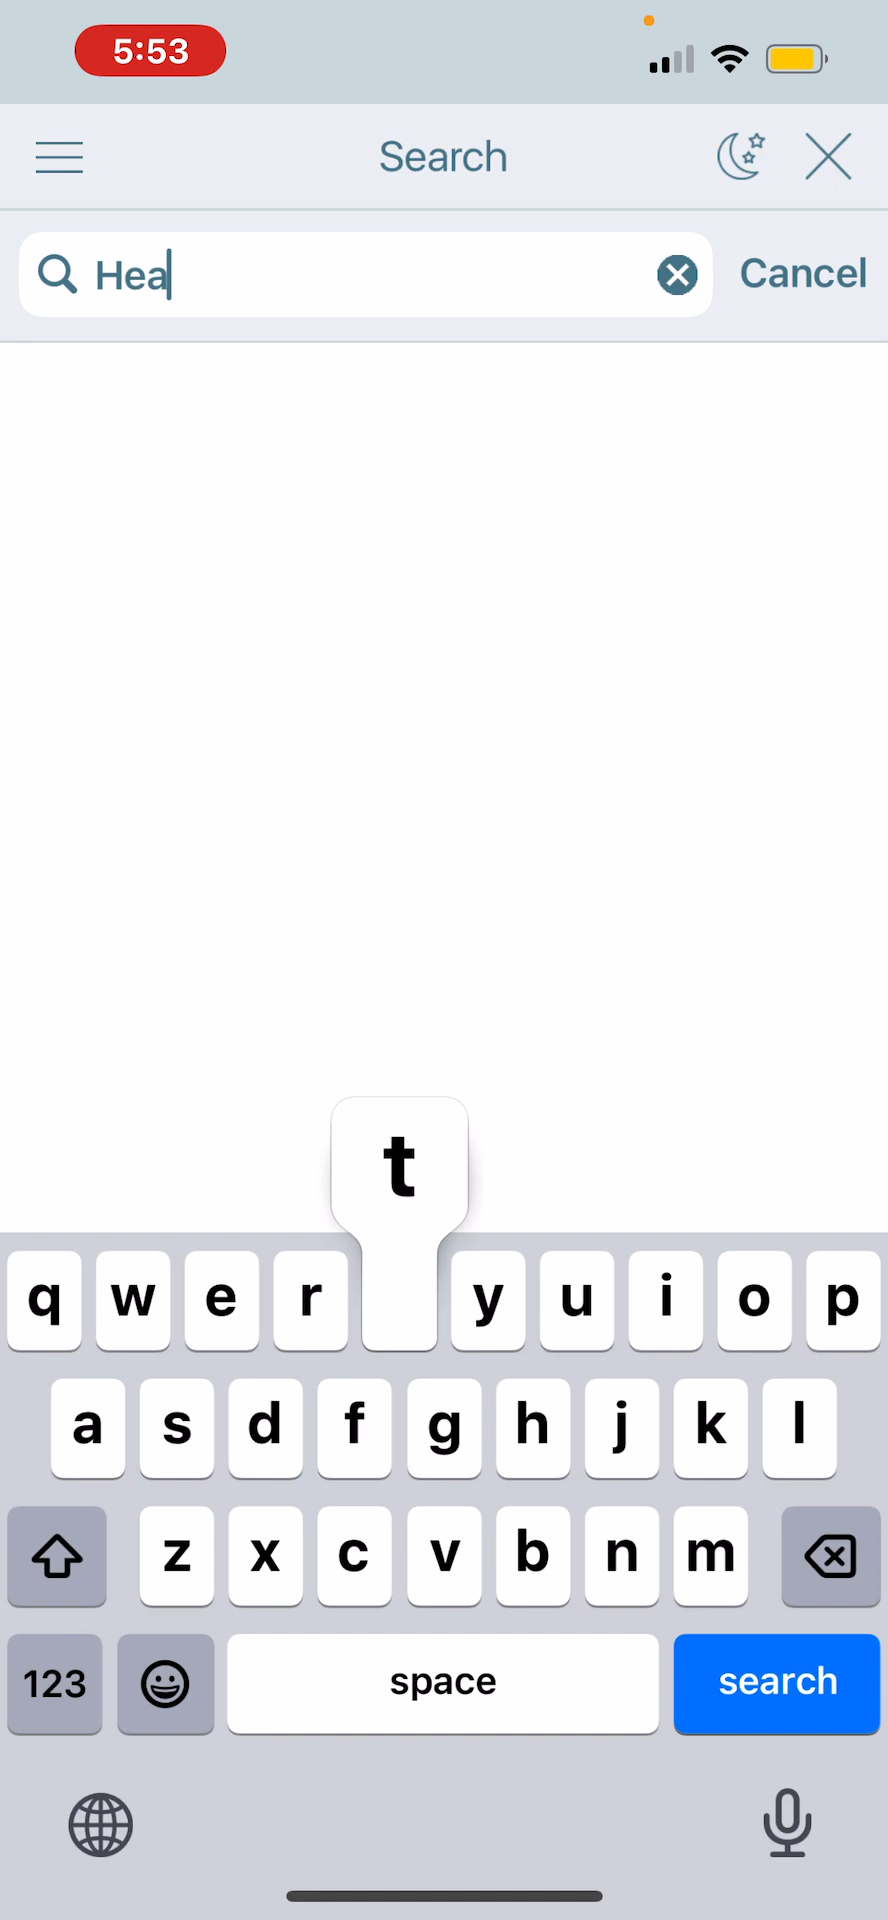 5:53
Search
Hea
Cancel
t
q w e r y u i o p
a s d f g h j k l
z x c v b n m
123 space search